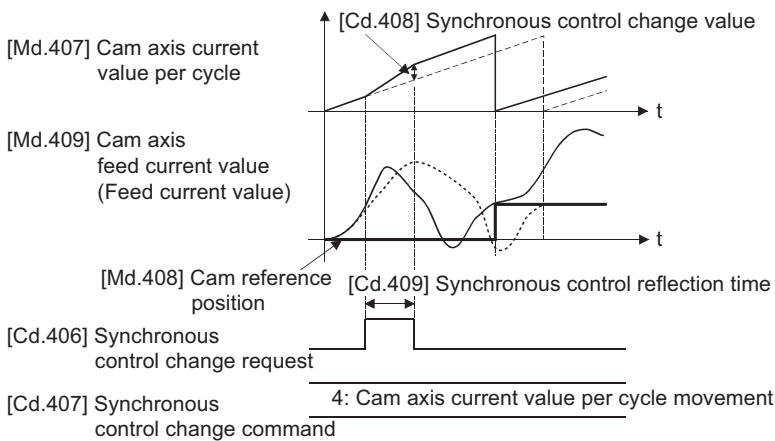 [Cd.408] Synchronous control change value
[Md.407] Cam axis current
value per cycle
t
[Md.409] Cam axis
feed current value
(Feed current value)
t
[Md.408] Cam reference
position
[Cd.409] Synchronous control reflection time
[Cd.406] Synchronous
control change request
[Cd.407] Synchronous
control change command
4: Cam axis current value per cycle movement